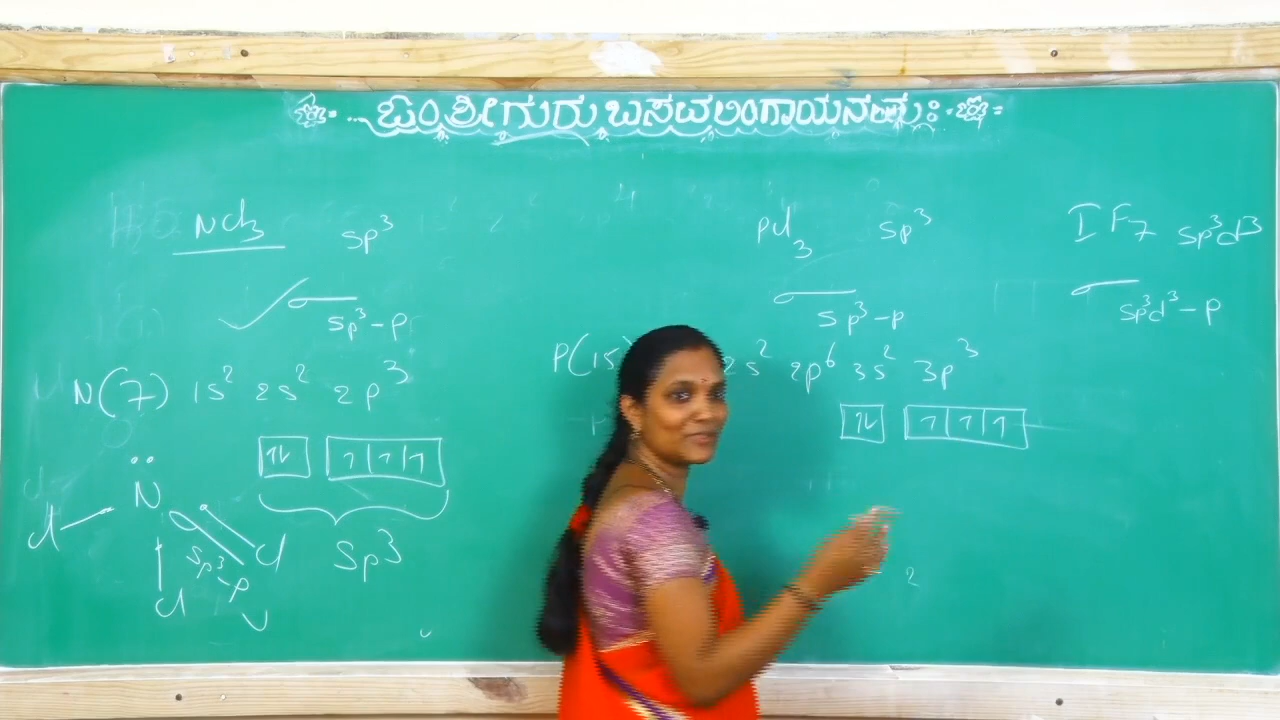 ಓಂ ಶ್ರೀ ಗುರು ಬಸವಲಿಂಗಾಯ ನಮಃ
NCl3 sp³
sp³-p
N(7) 1s² 2s² 2p³
N
Cl Cl
sp³-p
Cl
sp³
PCl3 sp³
sp³-p
P(15) 2s² 2p⁶ 3s² 3p³
IF7 sp³d³
sp³d³-p